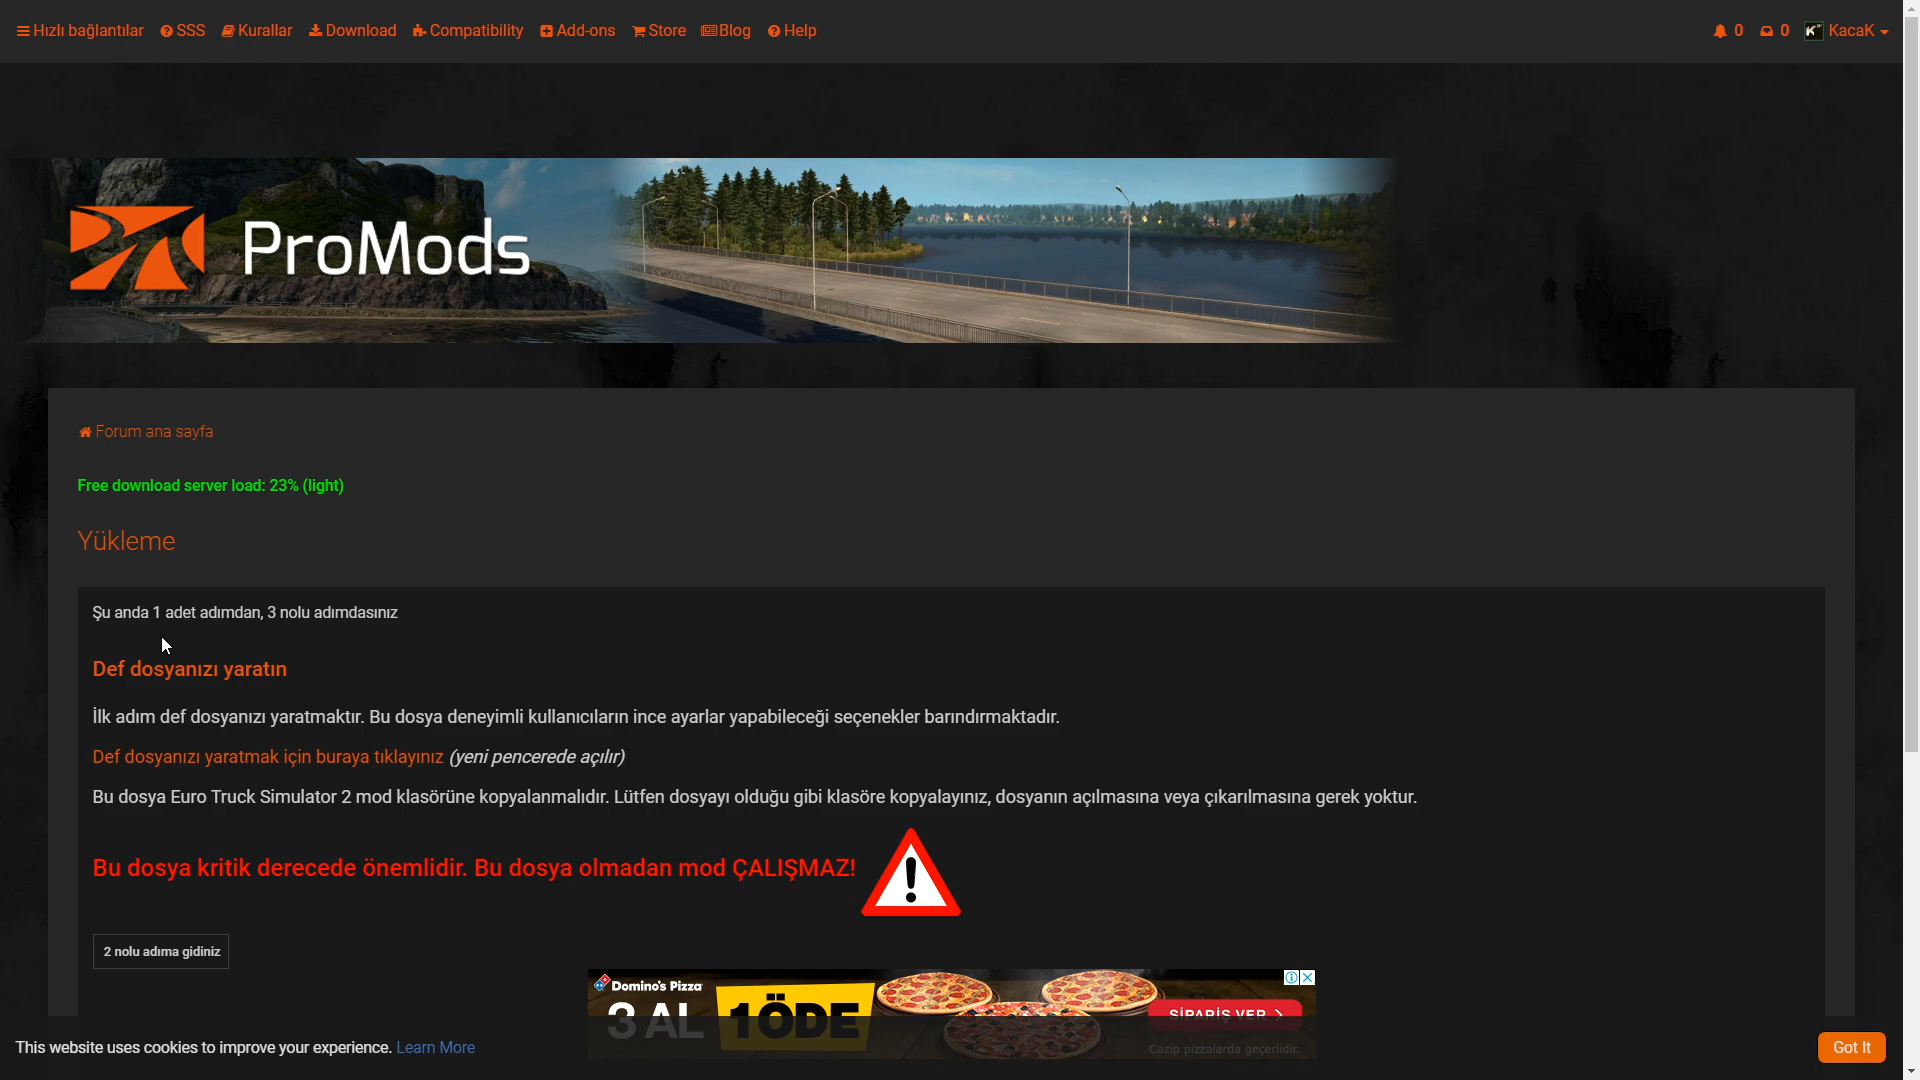 Hızlı bağlantılar SSS Kurallar Download Compatibility Add-ons Store Blog Help 0 0 KacaK
ProMods
Forum ana sayfa
Free download server load: 23% (light)
Yükleme
Şu anda 1 adet adımdan, 3 nolu adımdasınız
Def dosyanızı yaratın
İlk adım def dosyanızı yaratmaktır. Bu dosya deneyimli kullanıcıların ince ayarlar yapabileceği seçenekler barındırmaktadır.
Def dosyanızı yaratmak için buraya tıklayınız (yeni pencerede açılır)
Bu dosya Euro Truck Simulator 2 mod klasörüne kopyalanmalıdır. Lütfen dosyayı olduğu gibi klasöre kopyalayınız, dosyanın açılmasına veya çıkarılmasına gerek yoktur.
Bu dosya kritik derecede önemlidir. Bu dosya olmadan mod ÇALIŞMAZ!
2 nolu adıma gidiniz
Domino's Pizza
3 AL 1 ÖDE
SİPARİŞ VER >
Cazip pizzalarda geçerlidir.
This website uses cookies to improve your experience. Learn More
Got It